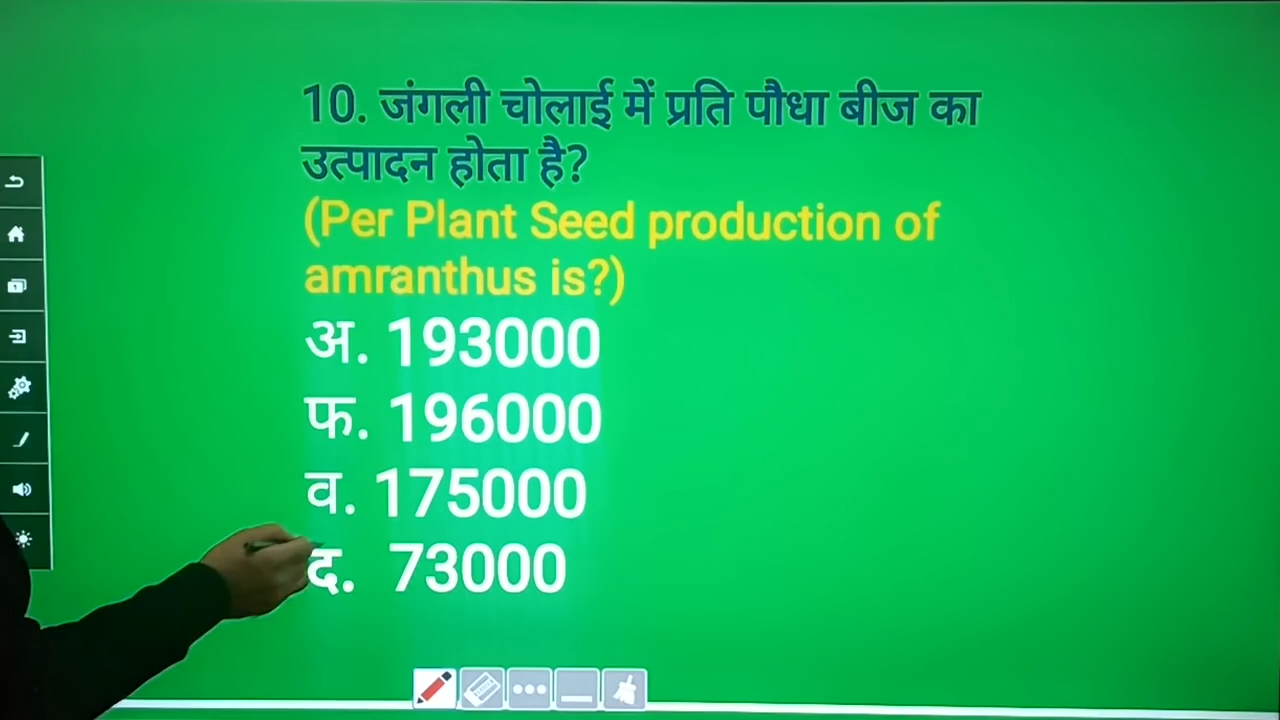 10. जंगली चोलाई में प्रति पौधा बीज का
उत्पादन होता है?
(Per Plant Seed production of
amranthus is?)
अ. 193000
फ. 196000
व. 175000
द. 73000